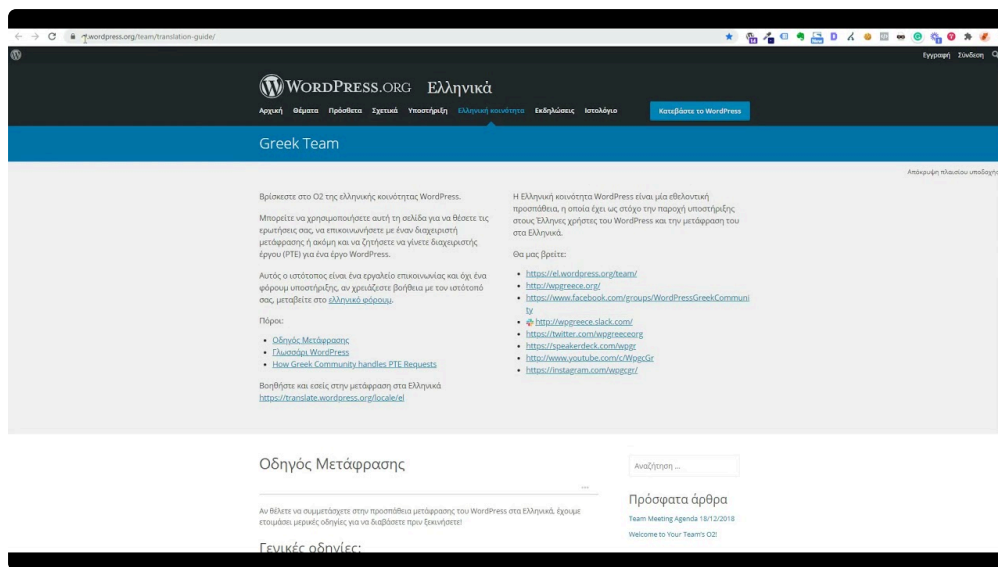 wordpress.org/team/translation-guide/
Εγγραφή Σύνδεση
WORDPRESS.ORG Ελληνικά
Αρχική Θέματα Πρόσθετα Σχετικά Υποστήριξη Ελληνική κοινότητα Εκδηλώσεις Ιστολόγιο Κατεβάστε το WordPress
Greek Team
Απόκρυψη πλαισίου υποδοχής
Βρίσκεστε στο O2 της ελληνικής κοινότητας WordPress.
Μπορείτε να χρησιμοποιήσετε αυτή τη σελίδα για να θέσετε τις
ερωτήσεις σας, να επικοινωνήσετε με έναν διαχειριστή
μετάφρασης ή ακόμη και να ζητήσετε να γίνετε διαχειριστής
έργου (PTE) για ένα έργο WordPress.
Αυτός ο ιστότοπος είναι ένα εργαλείο επικοινωνίας και όχι ένα
φόρουμ υποστήριξης, αν χρειάζεστε βοήθεια με τον ιστότοπό
σας, μεταβείτε στο ελληνικό φόρουμ.
Πόροι:
Οδηγός Μετάφρασης
Γλωσσάρι WordPress
How Greek Community handles PTE Requests
Βοηθήστε και εσείς στην μετάφραση στα Ελληνικά
https://translate.wordpress.org/locale/el
Η Ελληνική κοινότητα WordPress είναι μία εθελοντική
προσπάθεια, η οποία έχει ως στόχο την παροχή υποστήριξης
στους Έλληνες χρήστες του WordPress και την μετάφραση του
στα Ελληνικά.
Θα μας βρείτε:
https://el.wordpress.org/team/
http://wpgreece.org/
https://www.facebook.com/groups/WordPressGreekCommuni
ty
http://wpgreece.slack.com/
https://twitter.com/wpgreeceorg
https://speakerdeck.com/wpgr
http://www.youtube.com/c/WpgcGr
https://instagram.com/wpgcgr/
Οδηγός Μετάφρασης
Αν θέλετε να συμμετάσχετε στην προσπάθεια μετάφρασης του WordPress στα Ελληνικά, έχουμε
ετοιμάσει μερικές οδηγίες για να διαβάσετε πριν ξεκινήσετε!
Γενικές οδηγίες:
Αναζήτηση ...
Πρόσφατα άρθρα
Team Meeting Agenda 18/12/2018
Welcome to Your Team's O2!